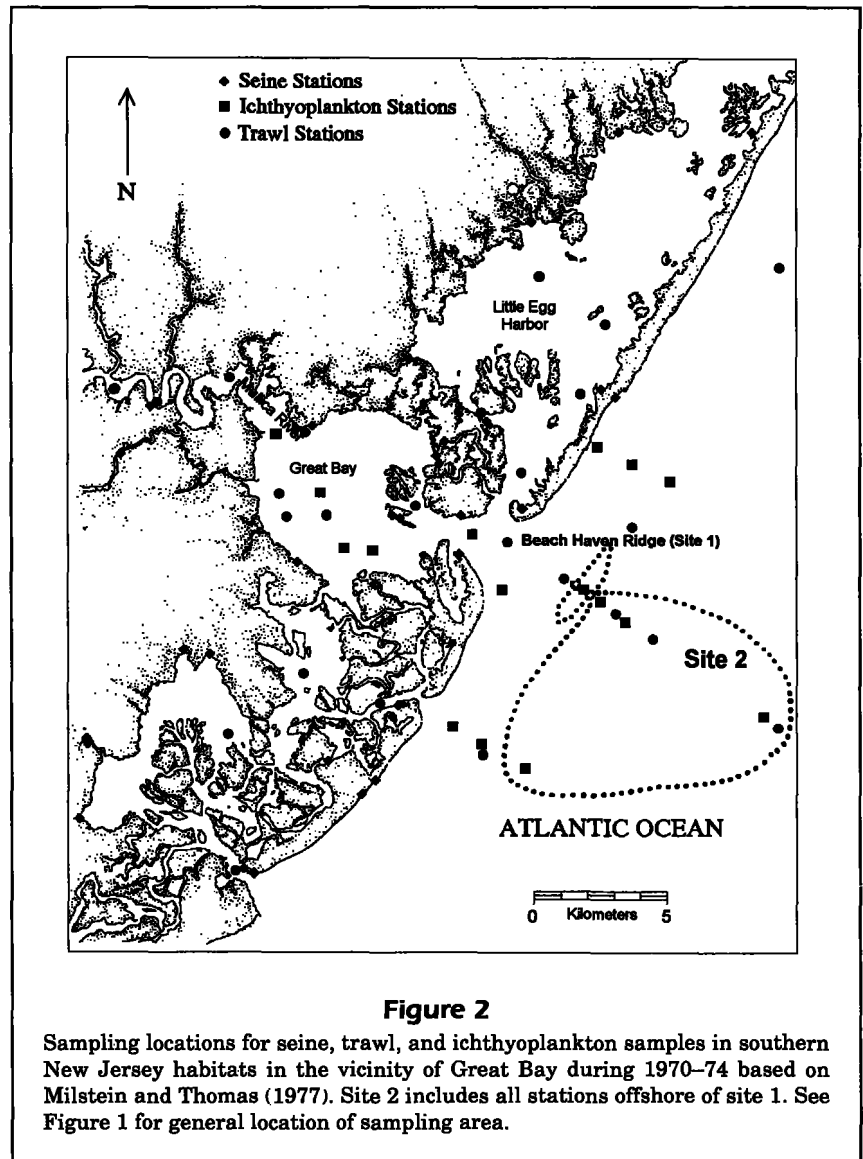 ◆ Seine Stations
■ Ichthyoplankton Stations
● Trawl Stations
N
Little Egg
Harbor
Mullica River
Great Bay
Beach Haven Ridge (Site 1)
Site 2
ATLANTIC OCEAN
0 Kilometers 5
Figure 2
Sampling locations for seine, trawl, and ichthyoplankton samples in southern
New Jersey habitats in the vicinity of Great Bay during 1970–74 based on
Milstein and Thomas (1977). Site 2 includes all stations offshore of site 1. See
Figure 1 for general location of sampling area.